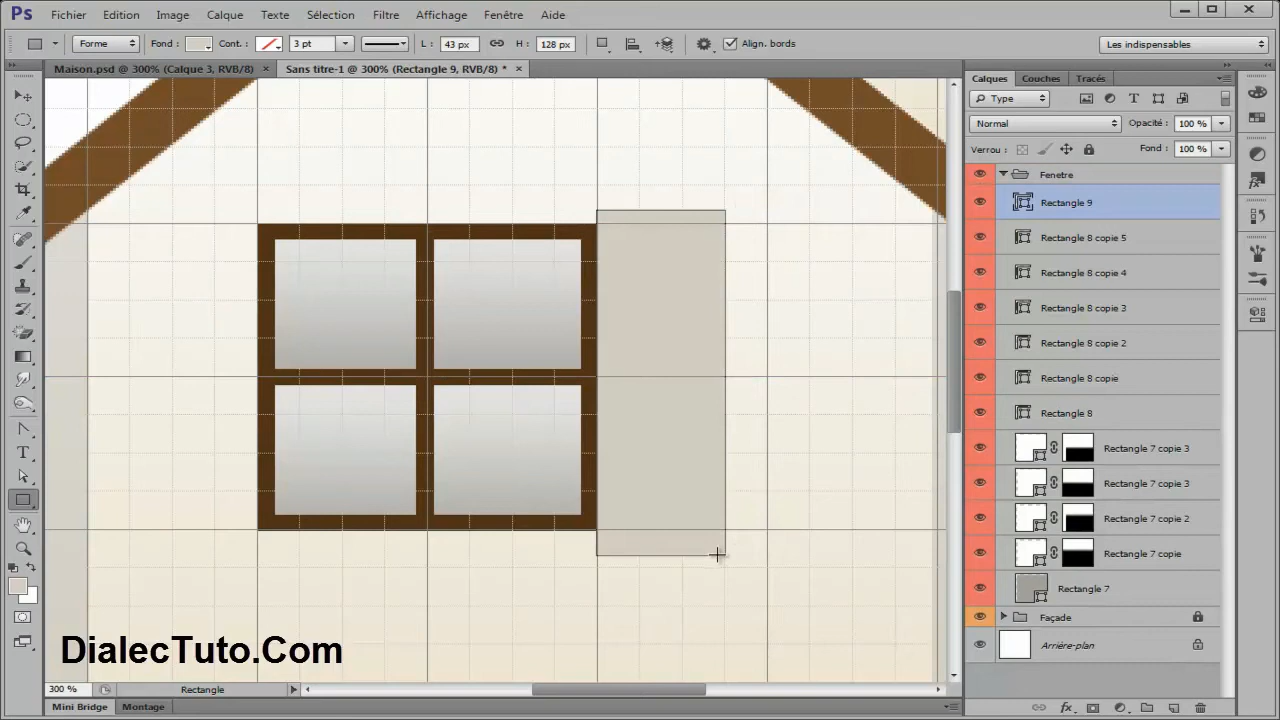 Ps Fichier Edition Image Calque Texte Sélection Filtre Affichage Fenêtre Aide
Forme Fond : Cont. : 3 pt L : 43 px H : 128 px Align. bords Les indispensables
Maison.psd @ 300% (Calque 3, RVB/8) × Sans titre-1 @ 300% (Rectangle 9, RVB/8) * ×
Calques Couches Tracés
Type
Normal Opacité : 100 %
Verrou : Fond : 100 %
Fenetre
Rectangle 9
Rectangle 8 copie 5
Rectangle 8 copie 4
Rectangle 8 copie 3
Rectangle 8 copie 2
Rectangle 8 copie
Rectangle 8
Rectangle 7 copie 3
Rectangle 7 copie 3
Rectangle 7 copie 2
Rectangle 7 copie
Rectangle 7
Façade
Arrière-plan
DialecTuto.Com
300 % Rectangle
Mini Bridge Montage